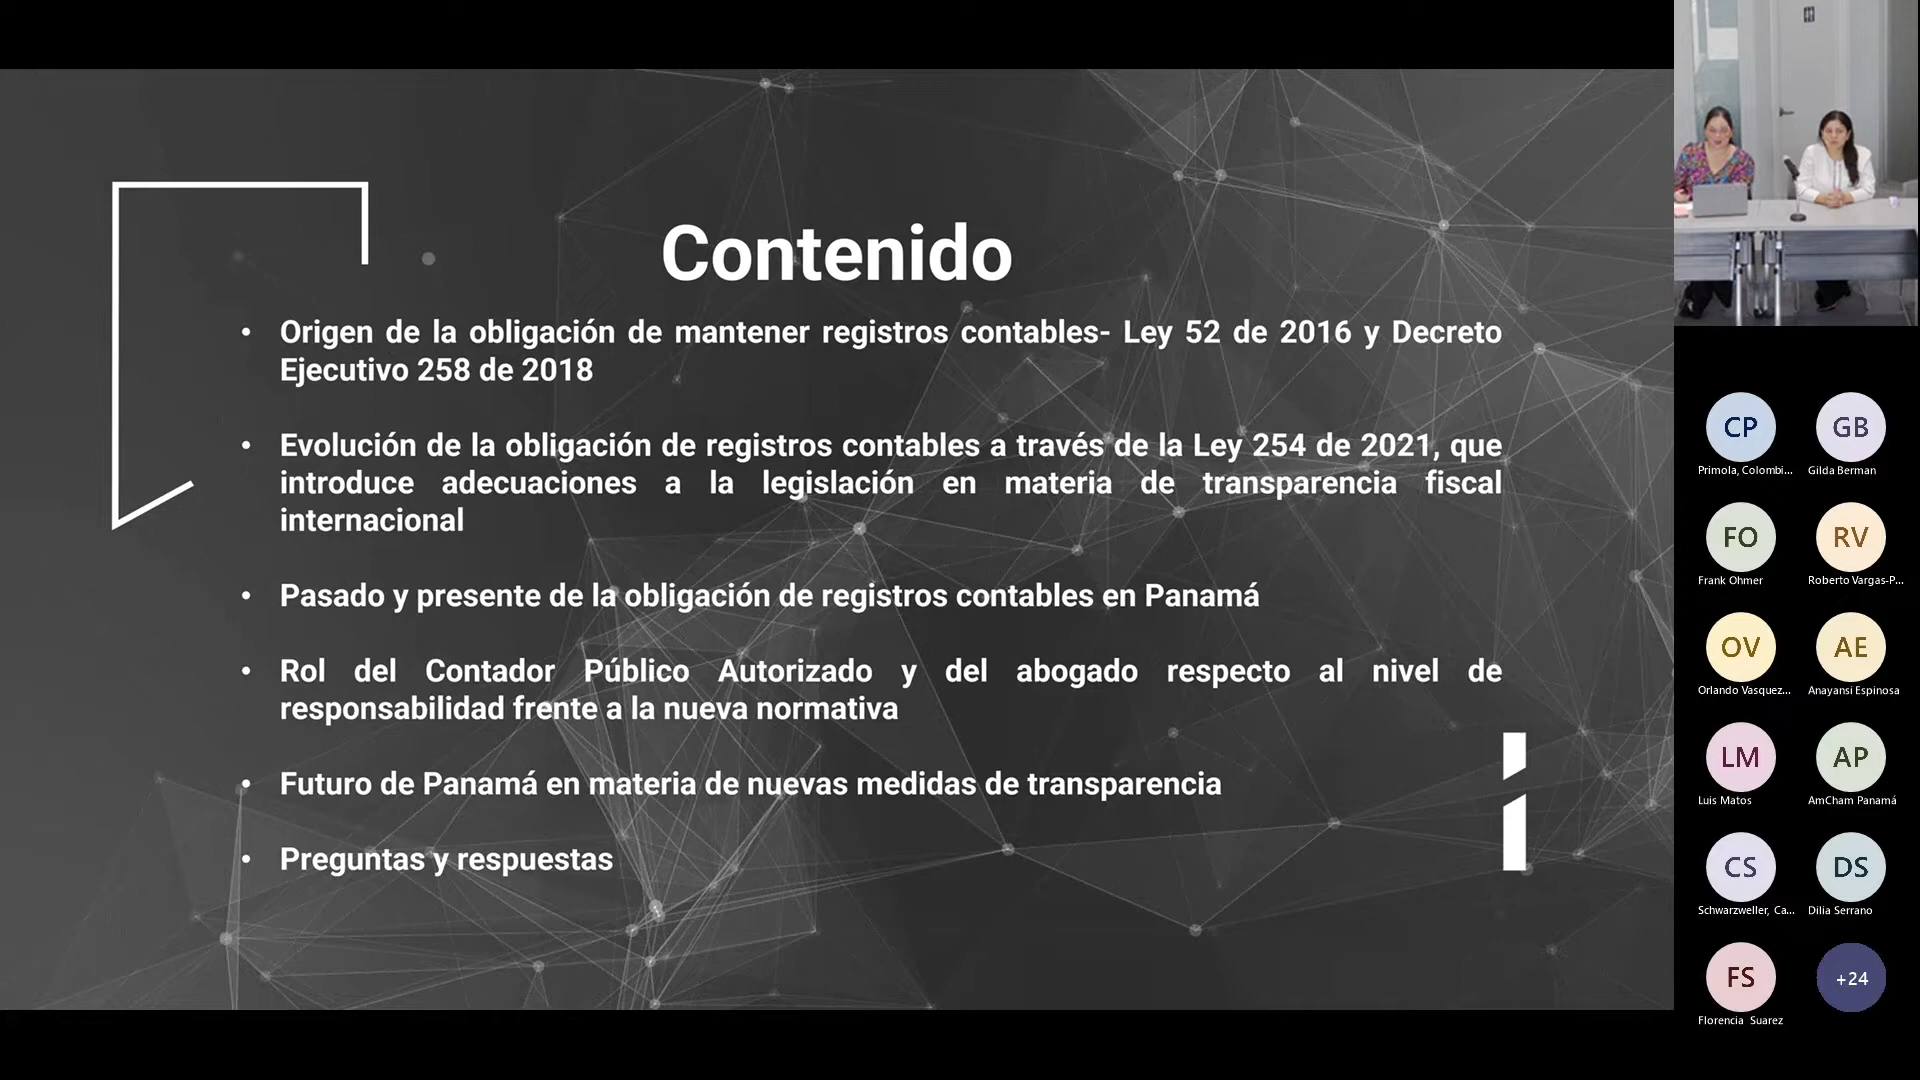 Contenido
• Origen de la obligación de mantener registros contables- Ley 52 de 2016 y Decreto
Ejecutivo 258 de 2018
• Evolución de la obligación de registros contables a través de la Ley 254 de 2021, que
introduce adecuaciones a la legislación en materia de transparencia fiscal
internacional
• Pasado y presente de la obligación de registros contables en Panamá
• Rol del Contador Público Autorizado y del abogado respecto al nivel de
responsabilidad frente a la nueva normativa
• Futuro de Panamá en materia de nuevas medidas de transparencia
• Preguntas y respuestas
CP
Primola, Colombi...
GB
Gilda Berman
FO
Frank Ohmer
RV
Roberto Vargas-P...
OV
Orlando Vasquez...
AE
Anayansi Espinosa
LM
Luis Matos
AP
AmCham Panamá
CS
Schwarzweller, Ca...
DS
Dilia Serrano
FS
Florencia Suarez
+24